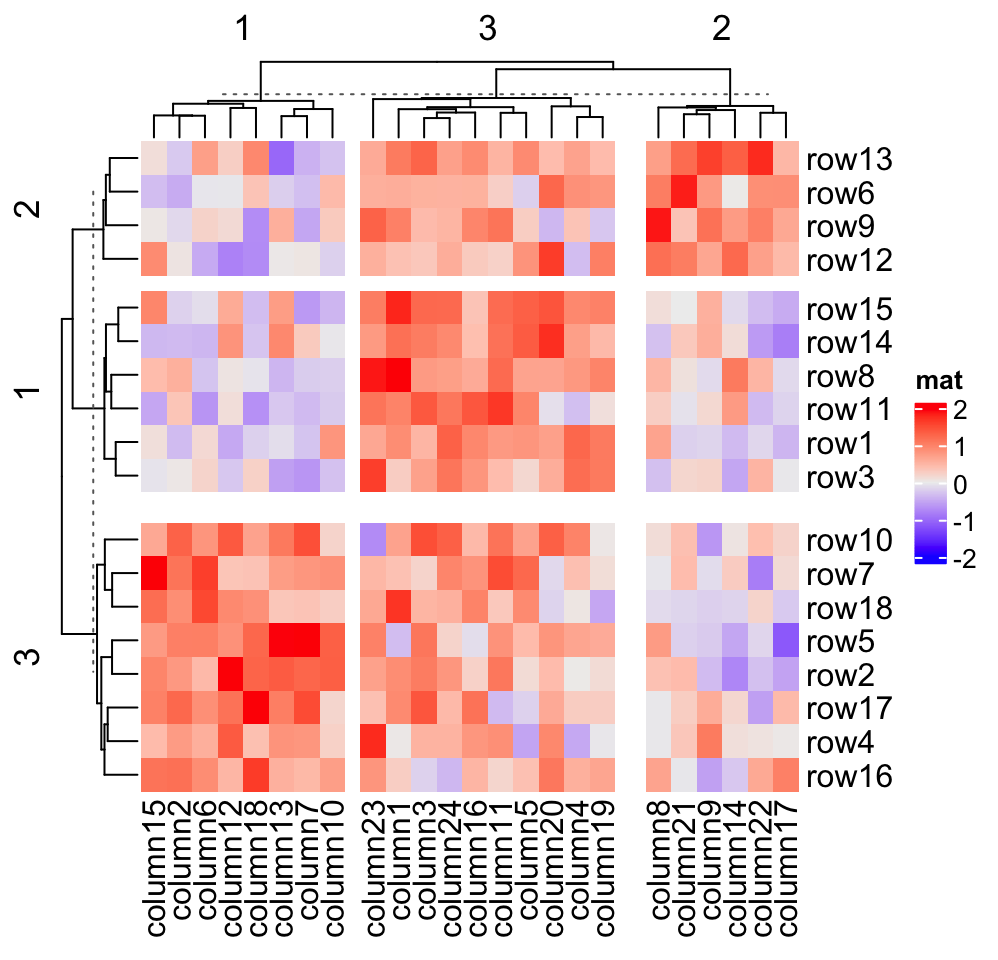 1 3 2
2
1
3
row13
row6
row9
row12
row15
row14
row8
row11
row1
row3
row10
row7
row18
row5
row2
row17
row4
row16
column15
column2
column6
column12
column18
column13
column7
column10
column23
column1
column3
column24
column16
column11
column5
column20
column4
column19
column8
column21
column9
column14
column22
column17
mat
2
1
0
-1
-2